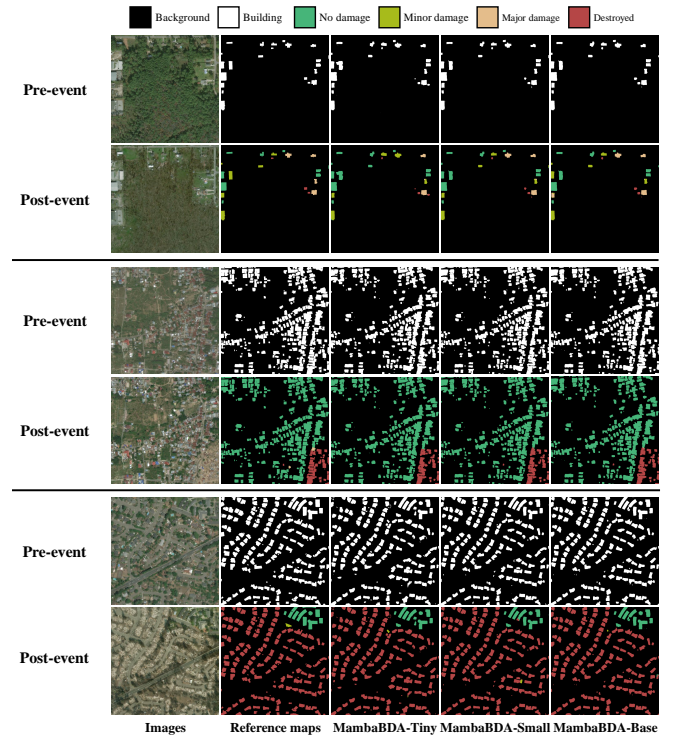 Background Building No damage Minor damage Major damage Destroyed
Pre-event
Post-event
Pre-event
Post-event
Pre-event
Post-event
Images Reference maps MambaBDA-Tiny MambaBDA-Small MambaBDA-Base